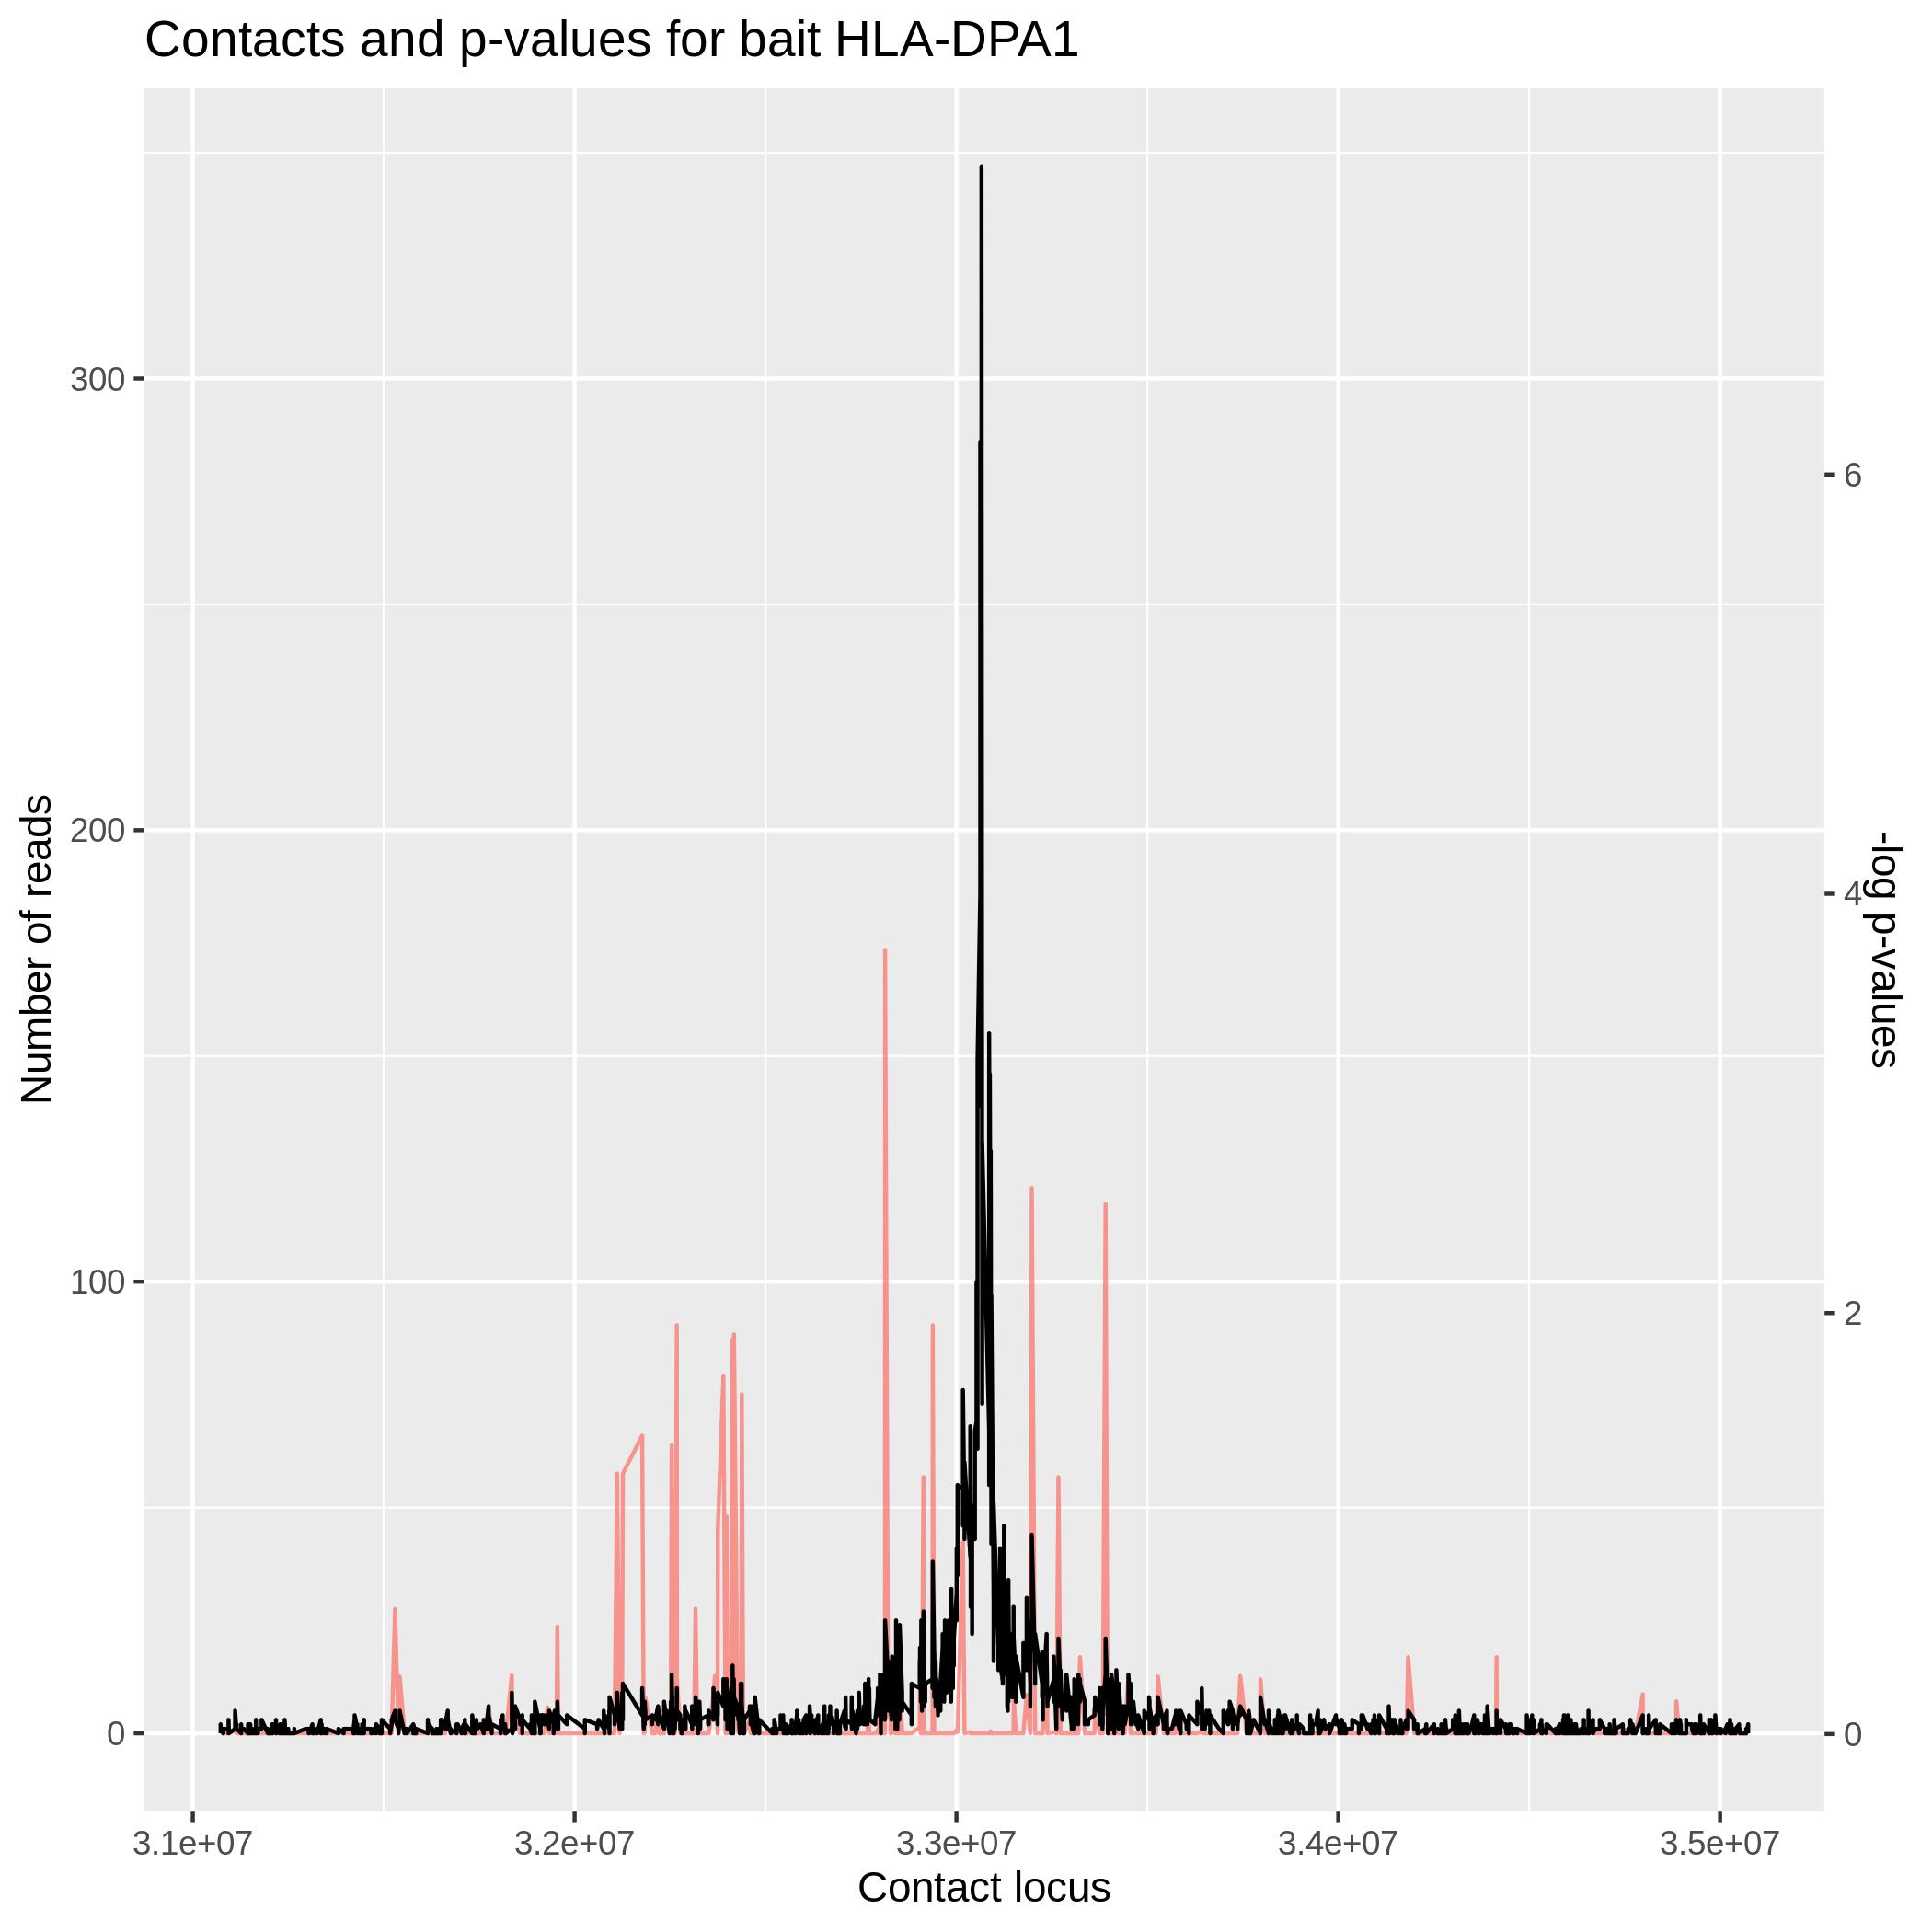 Contacts and p-values for bait HLA-DPA1
300
200
100
0
Number of reads
6
4
2
0
-log p-values
3.1e+07
3.2e+07
3.3e+07
3.4e+07
3.5e+07
Contact locus